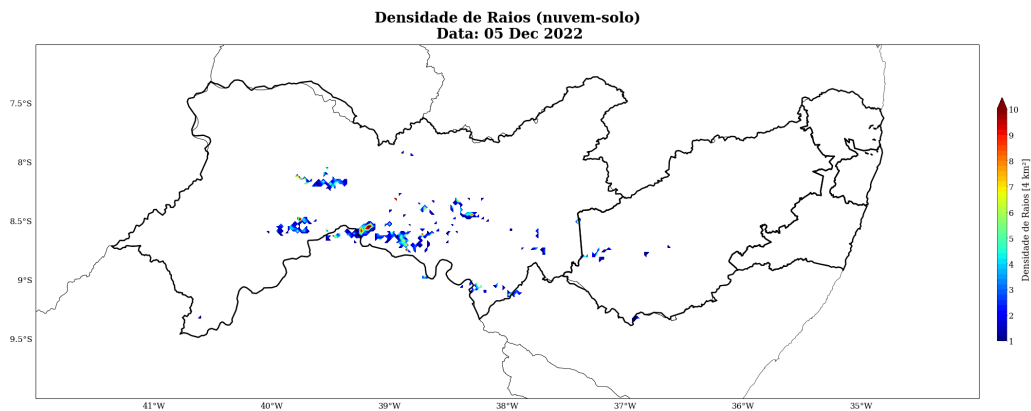 Densidade de Raios (nuvem-solo)
Data: 05 Dec 2022
7.5°S
8°S
8.5°S
9°S
9.5°S
41°W
40°W
39°W
38°W
37°W
36°W
35°W
10
9
8
7
6
5
4
3
2
1
Densidade de Raios [4 km²]